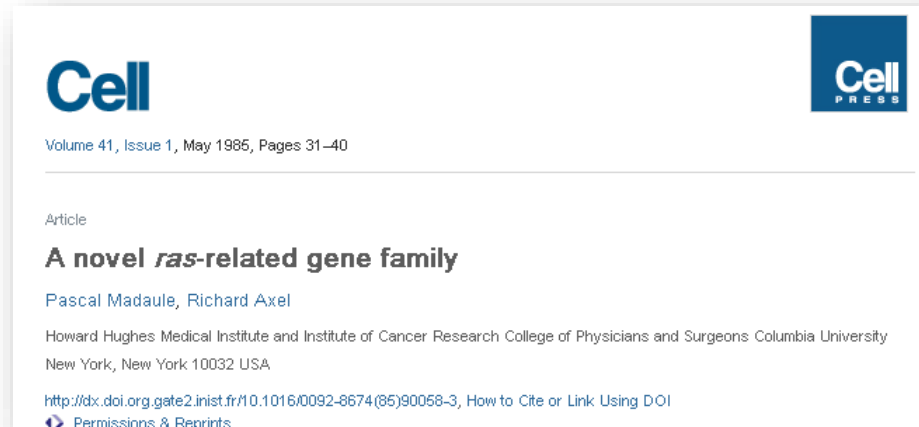 Cell
Cell
PRESS
Volume 41, Issue 1, May 1985, Pages 31–40
Article
A novel ras-related gene family
Pascal Madaule, Richard Axel
Howard Hughes Medical Institute and Institute of Cancer Research College of Physicians and Surgeons Columbia University
New York, New York 10032 USA
http://dx.doi.org.gate2.inist.fr/10.1016/0092-8674(85)90058-3, How to Cite or Link Using DOI
Permissions & Reprints